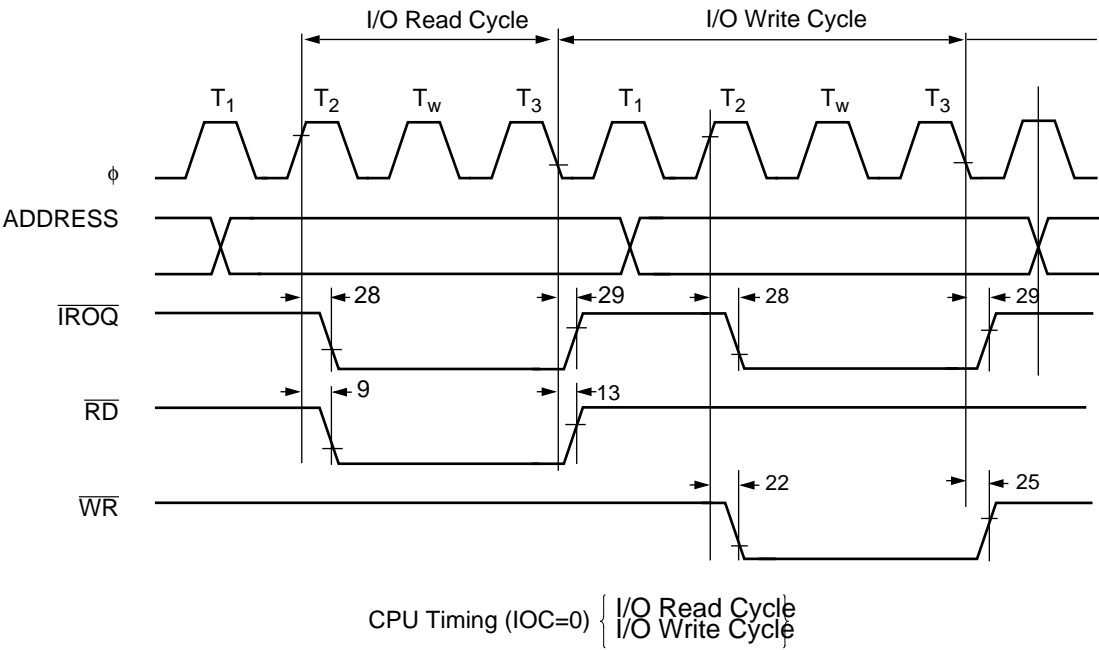 I/O Read Cycle I/O Write Cycle
T1 T2 Tw T3 T1 T2 Tw T3
ϕ
ADDRESS
28 29 28 29
IROQ
9 13
RD
22 25
WR
CPU Timing (IOC=0) { I/O Read Cycle
I/O Write Cycle }